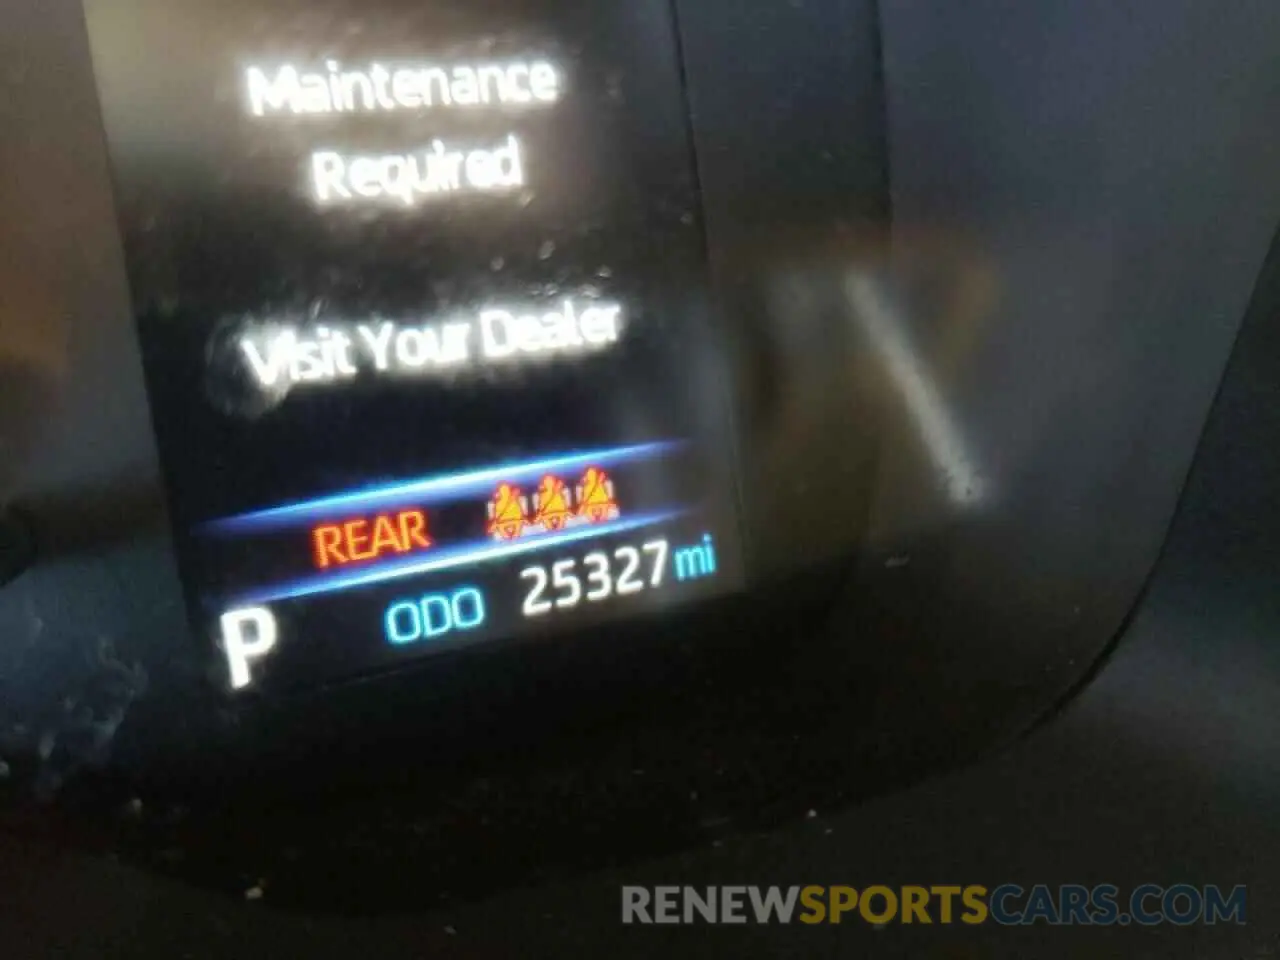 Maintenance
Required
Visit Your Dealer
REAR
P ODO 25327 mi
RENEWSPORTSCARS.COM